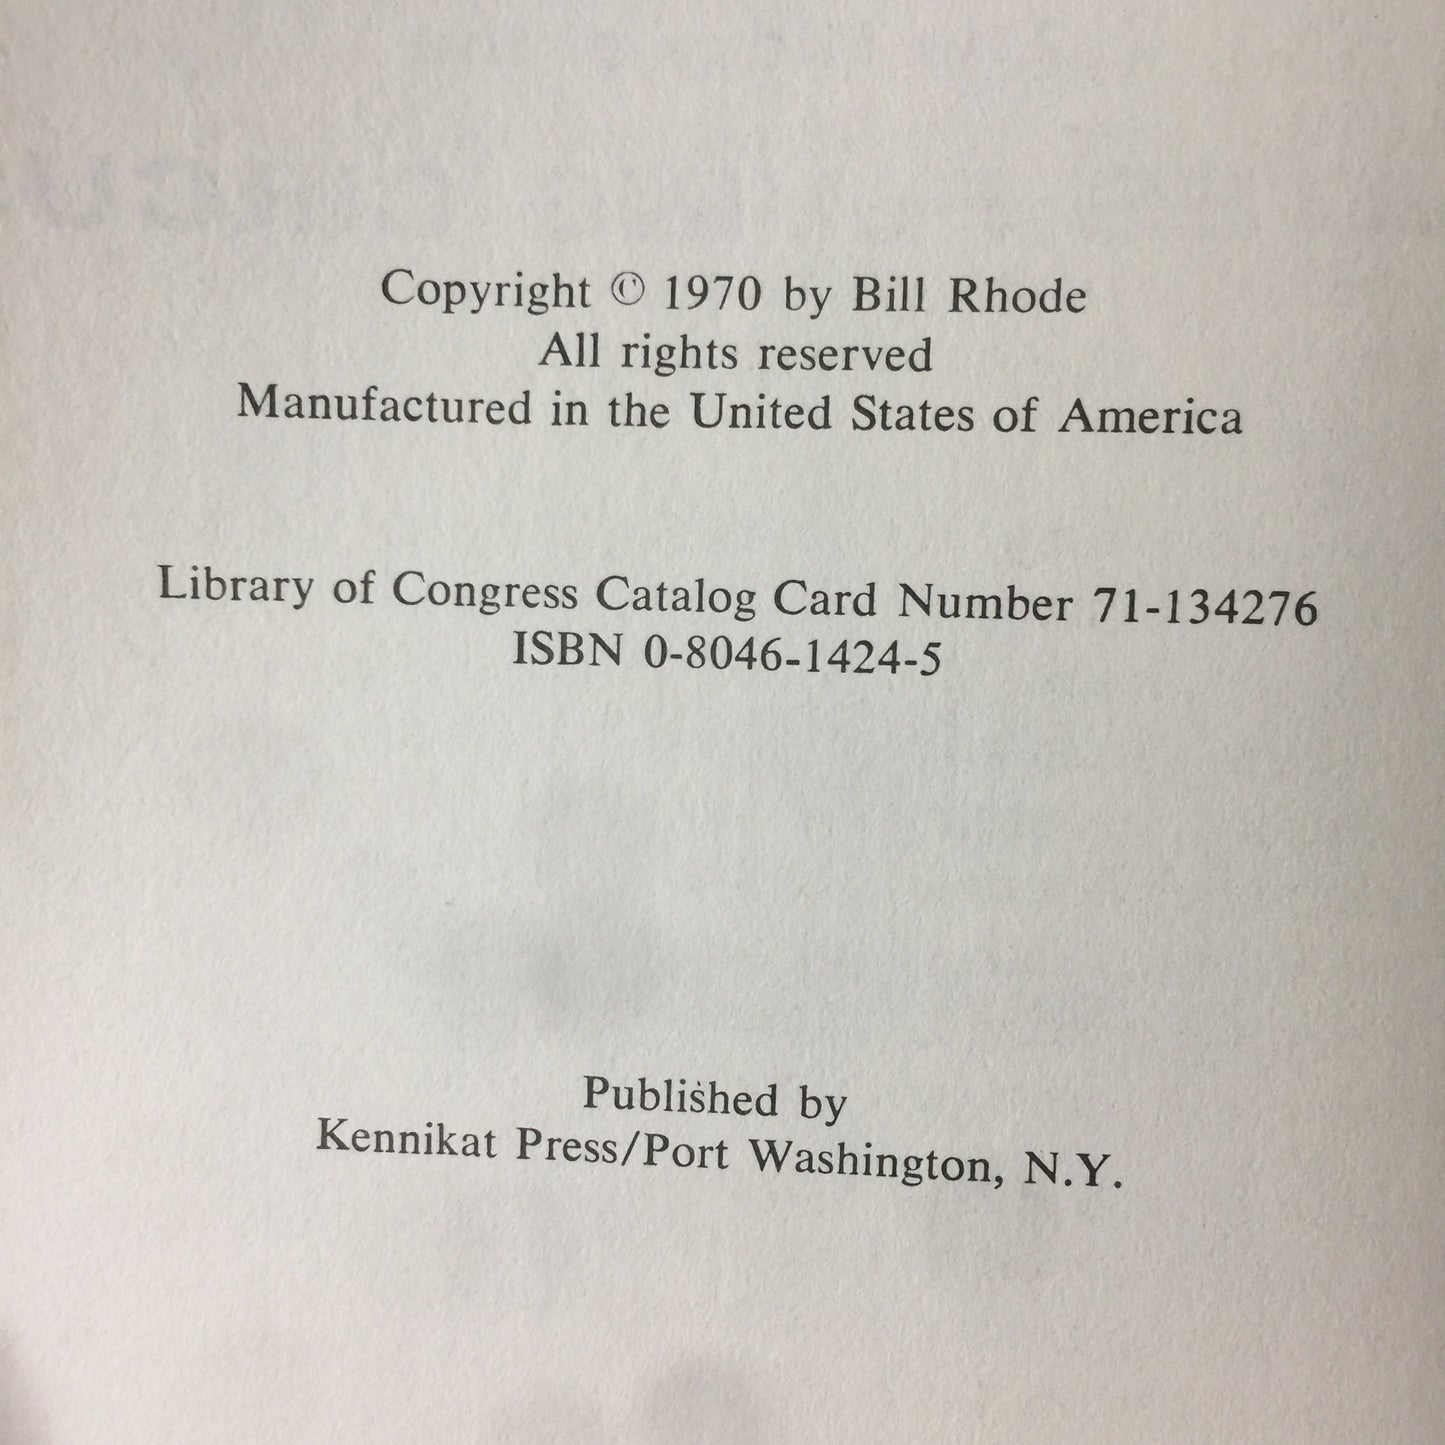 Copyright © 1970 by Bill Rhode
All rights reserved
Manufactured in the United States of America
Library of Congress Catalog Card Number 71-134276
ISBN 0-8046-1424-5
Published by
Kennikat Press/Port Washington, N.Y.